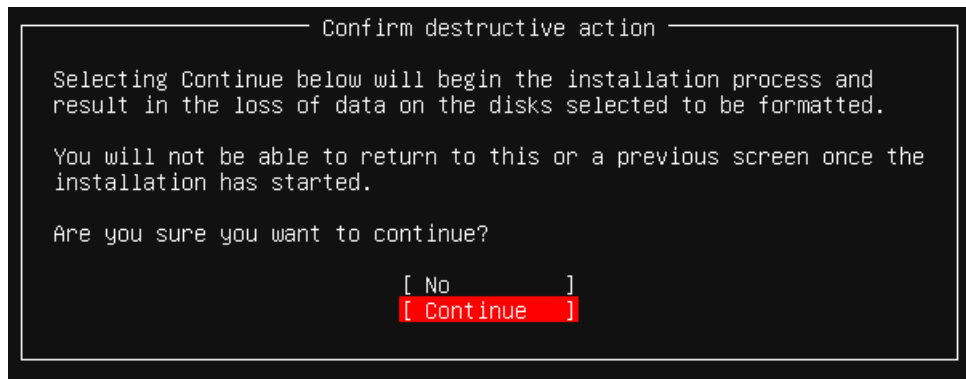 Confirm destructive action
Selecting Continue below will begin the installation process and
result in the loss of data on the disks selected to be formatted.
You will not be able to return to this or a previous screen once the
installation has started.
Are you sure you want to continue?
[ No ]
[ Continue ]